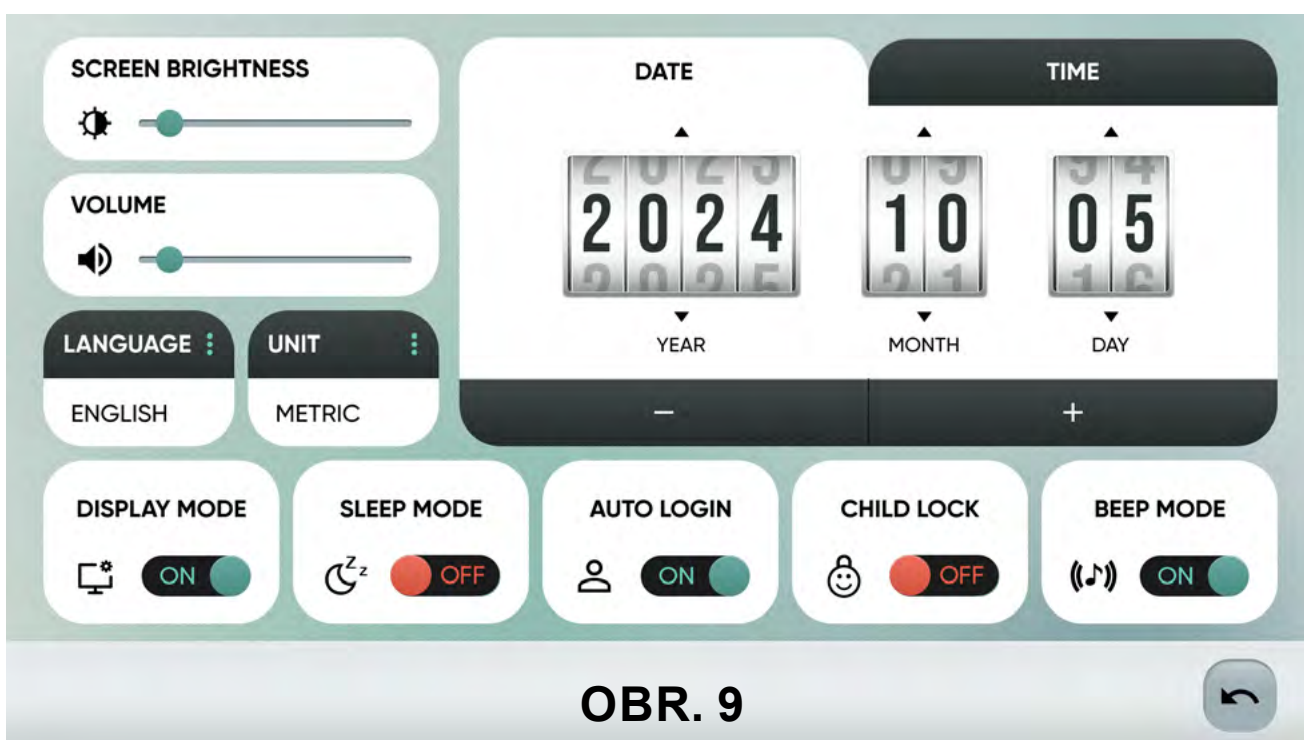 SCREEN BRIGHTNESS
VOLUME
LANGUAGE
ENGLISH
UNIT
METRIC
DATE
TIME
2024 10 05
YEAR MONTH DAY
− +
DISPLAY MODE
ON
SLEEP MODE
zzz
OFF
AUTO LOGIN
ON
CHILD LOCK
OFF
BEEP MODE
ON
OBR. 9